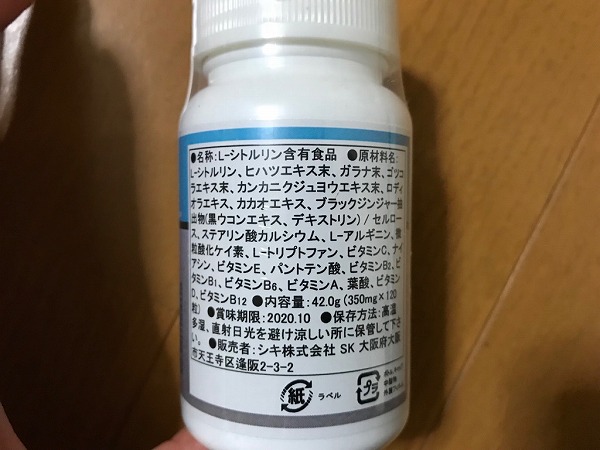 ●名称:L-シトルリン含有食品 ●原材料名:
L-シトルリン、ヒハツエキス末、ガラナ末、ゴツコ
ラエキス末、カンカニクジュヨウエキス末、ロディ
オラエキス、カカオエキス、ブラックジンジャー抽
出物(黒ウコンエキス、デキストリン) / セルロー
ス、ステアリン酸カルシウム、L-アルギニン、微
粒酸化ケイ素、L-トリプトファン、ビタミンC、ナイ
アシン、ビタミンE、パントテン酸、ビタミンB2、ビ
タミンB1、ビタミンB6、ビタミンA、葉酸、ビタミン
D、ビタミンB12 ●内容量: 42.0g (350mg×120
粒) ●賞味期限:2020.10 ●保存方法:高温
多湿、直射日光を避け涼しい所に保管して下さ
い。 ●販売者:シキ株式会社 SK 大阪府大阪
市天王寺区逢阪2-3-2
紙 ラベル プラ